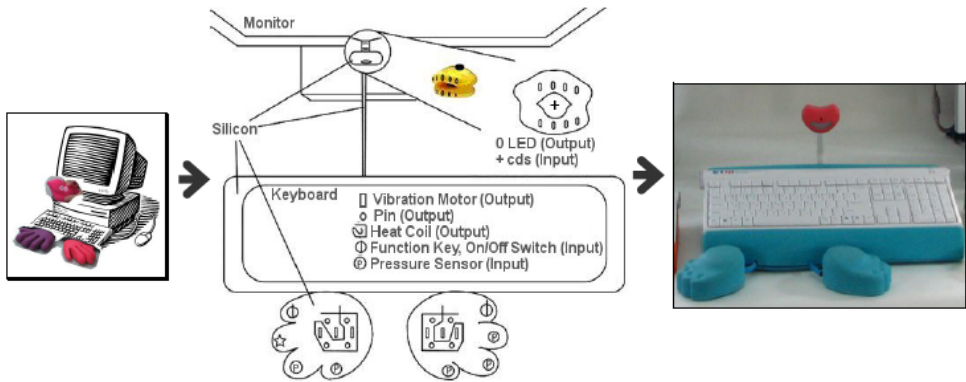 Monitor
Silicon
0 LED (Output)
+ cds (Input)
Keyboard
Vibration Motor (Output)
Pin (Output)
Heat Coil (Output)
Function Key, On/Off Switch (Input)
P Pressure Sensor (Input)
P
P
P
P
P